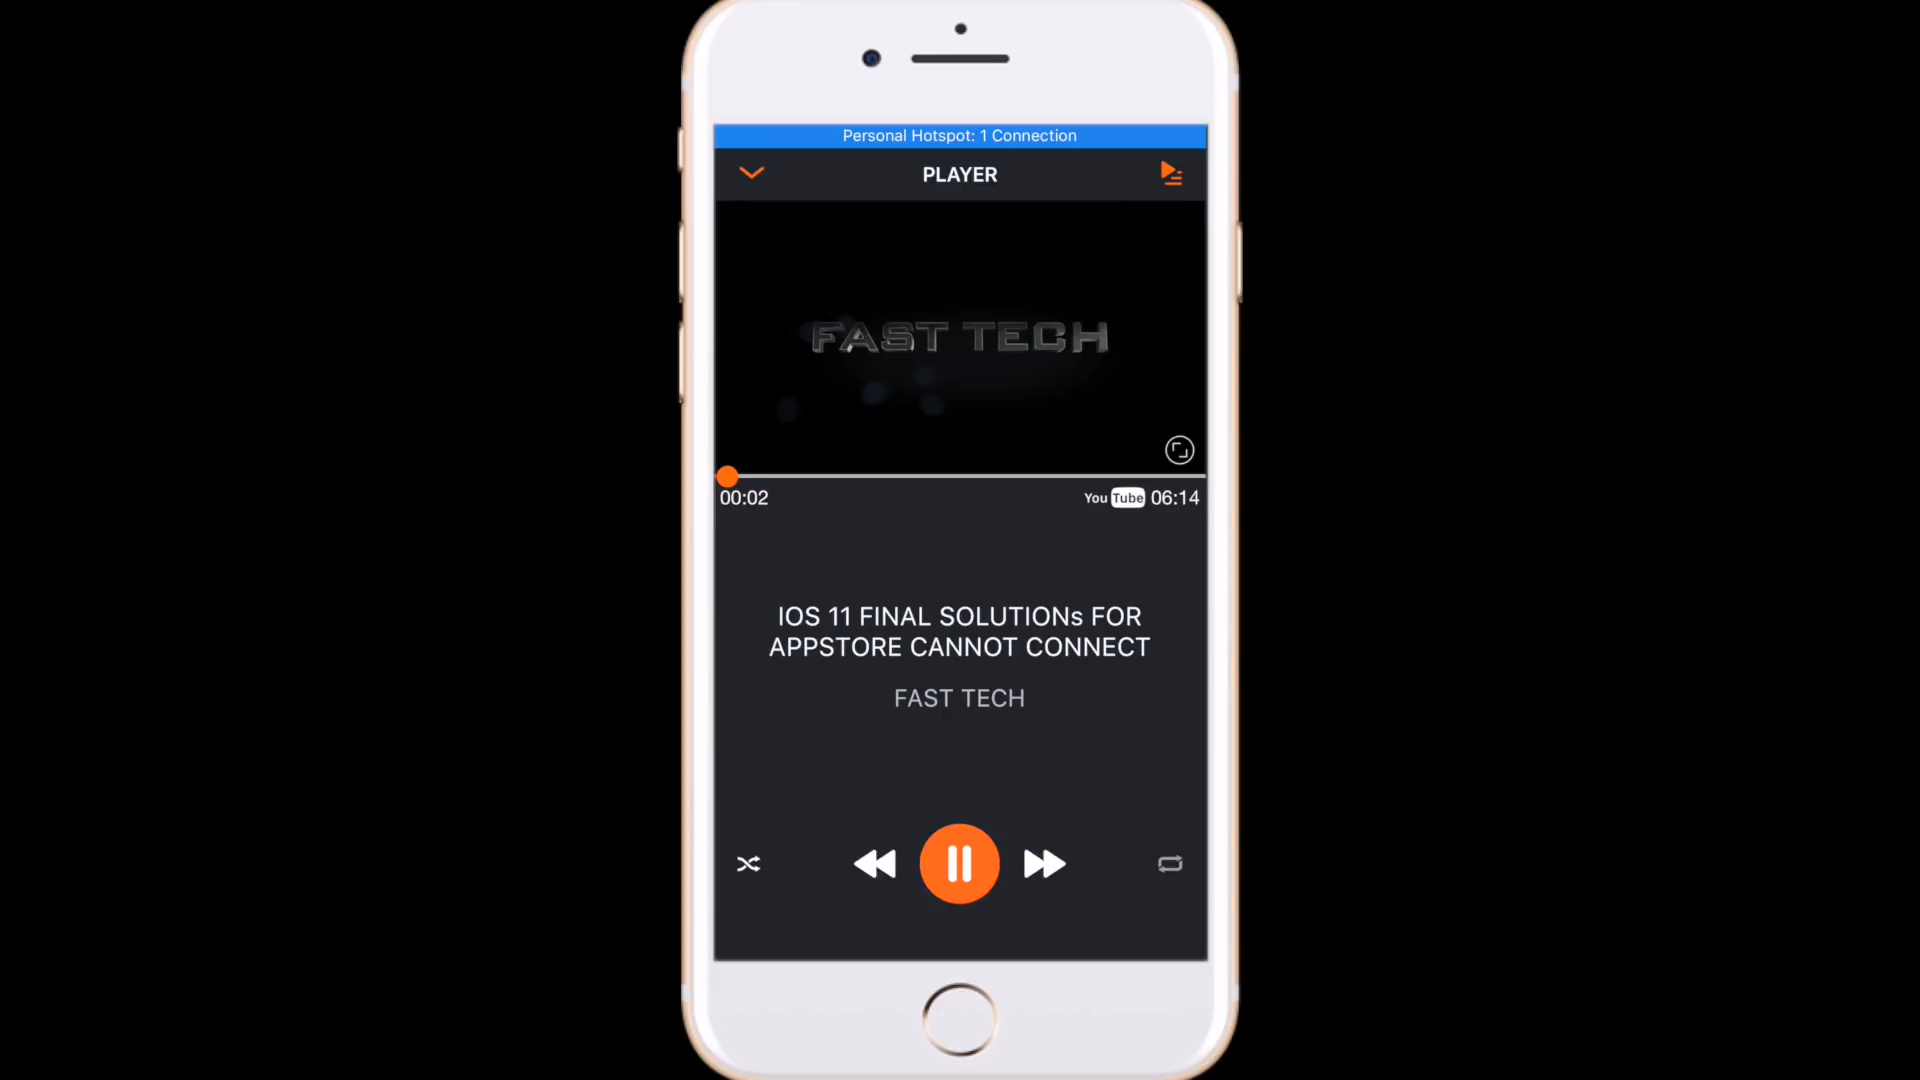 Personal Hotspot: 1 Connection
PLAYER
FAST TECH
00:02
You Tube 06:14
IOS 11 FINAL SOLUTIONs FOR
APPSTORE CANNOT CONNECT
FAST TECH